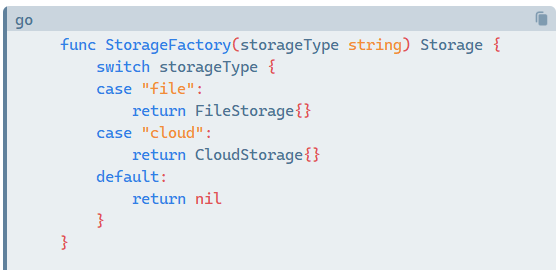 go
func StorageFactory(storageType string) Storage {
    switch storageType {
    case "file":
        return FileStorage{}
    case "cloud":
        return CloudStorage{}
    default:
        return nil
    }
}